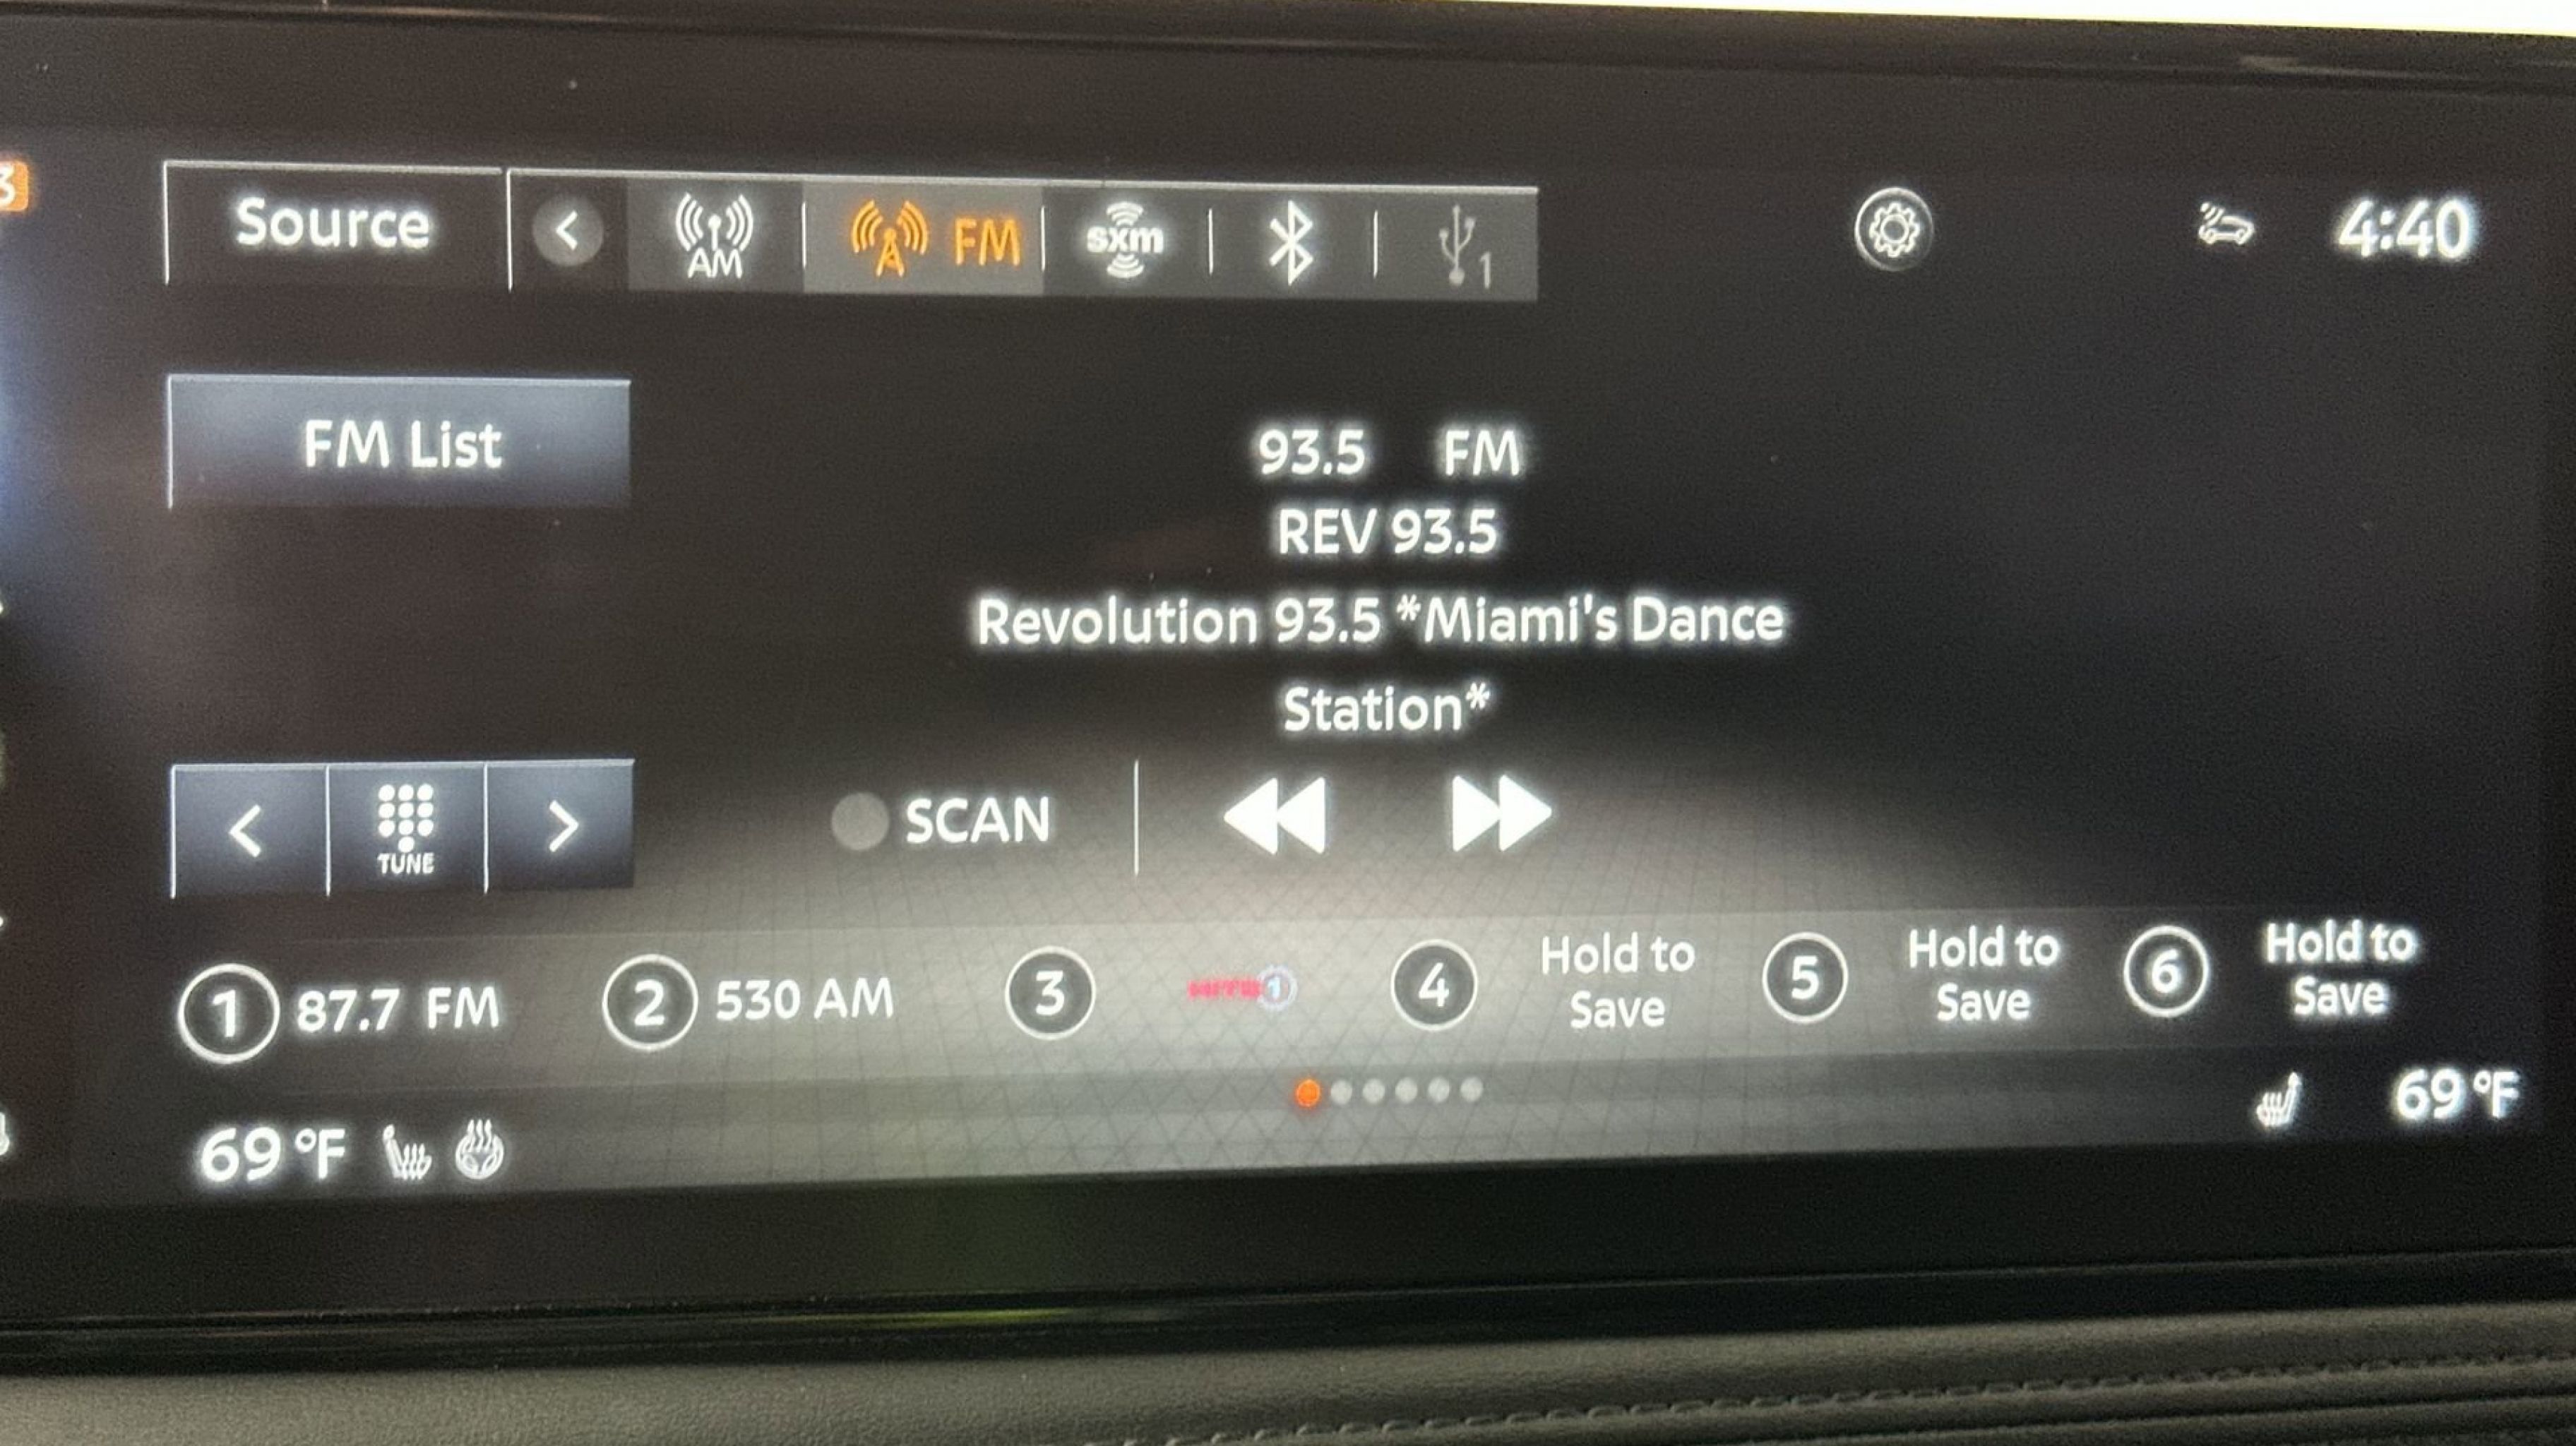 3
Source
AM
FM
sxm
1
4:40
FM List
93.5 FM
REV 93.5
Revolution 93.5 *Miami's Dance
Station*
TUNE
SCAN
1 87.7 FM
2 530 AM
3
1
4 Hold to
Save
5 Hold to
Save
6 Hold to
Save
69 °F
69 °F